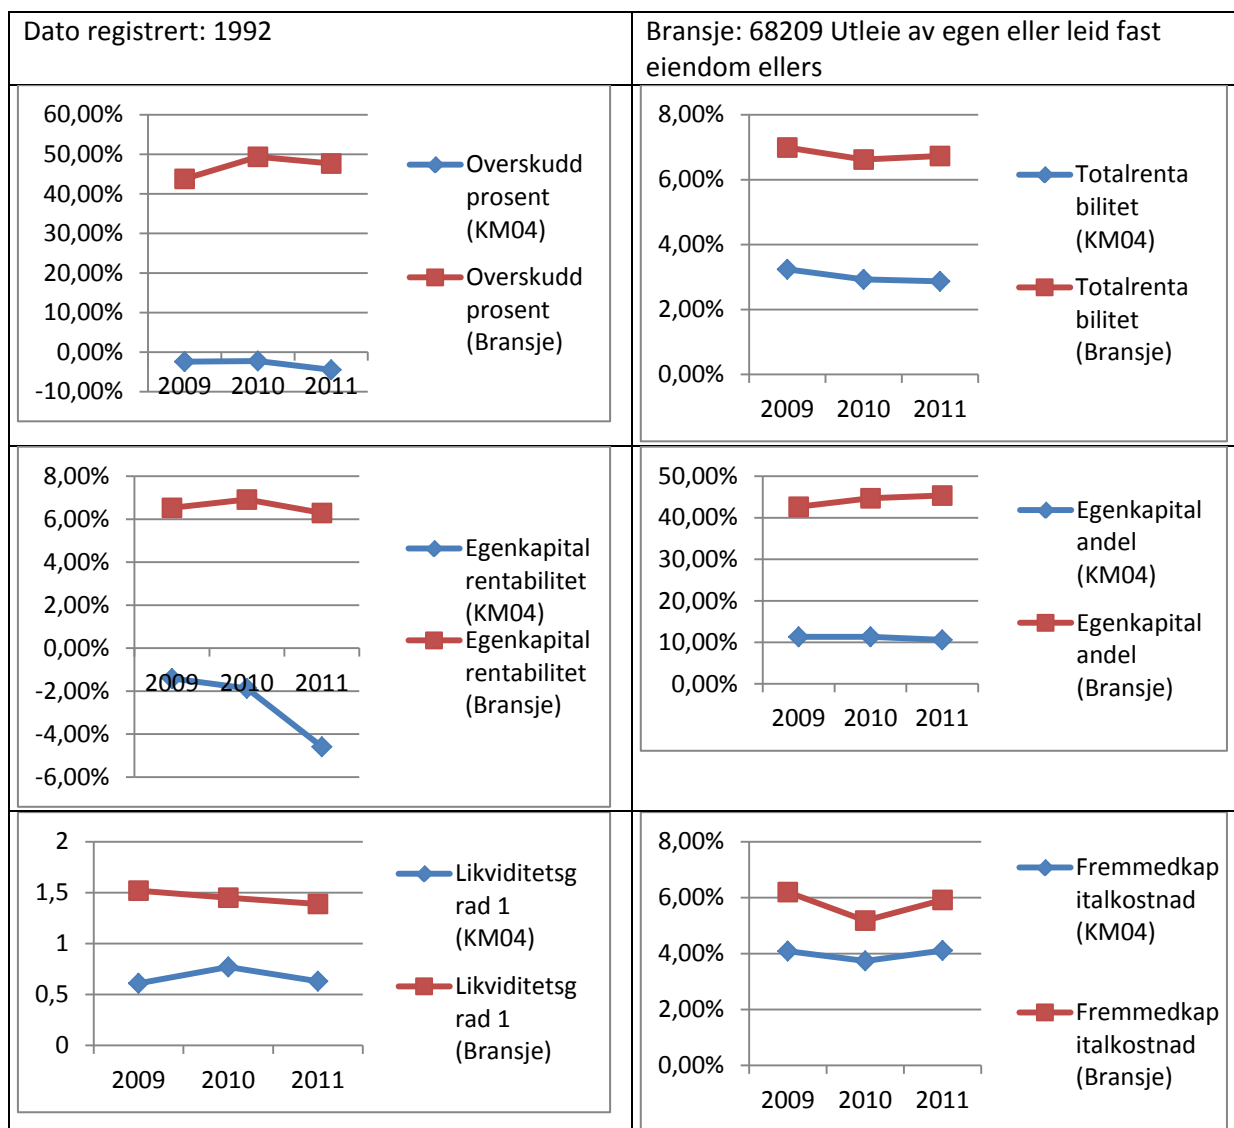 Dato registrert: 1992
Bransje: 68209 Utleie av egen eller leid fast
eiendom ellers
60,00%
50,00%
40,00%
30,00%
20,00%
10,00%
0,00%
-10,00%
2009 2010 2011
Overskudd
prosent
(KM04)
Overskudd
prosent
(Bransje)
8,00%
6,00%
4,00%
2,00%
0,00%
2009 2010 2011
Totalrenta
bilitet
(KM04)
Totalrenta
bilitet
(Bransje)
8,00%
6,00%
4,00%
2,00%
0,00%
-2,00%
-4,00%
-6,00%
2009 2010 2011
Egenkapital
rentabilitet
(KM04)
Egenkapital
rentabilitet
(Bransje)
50,00%
40,00%
30,00%
20,00%
10,00%
0,00%
2009 2010 2011
Egenkapital
andel
(KM04)
Egenkapital
andel
(Bransje)
2
1,5
1
0,5
0
2009 2010 2011
Likviditetsg
rad 1
(KM04)
Likviditetsg
rad 1
(Bransje)
8,00%
6,00%
4,00%
2,00%
0,00%
2009 2010 2011
Fremmedkap
italkostnad
(KM04)
Fremmedkap
italkostnad
(Bransje)